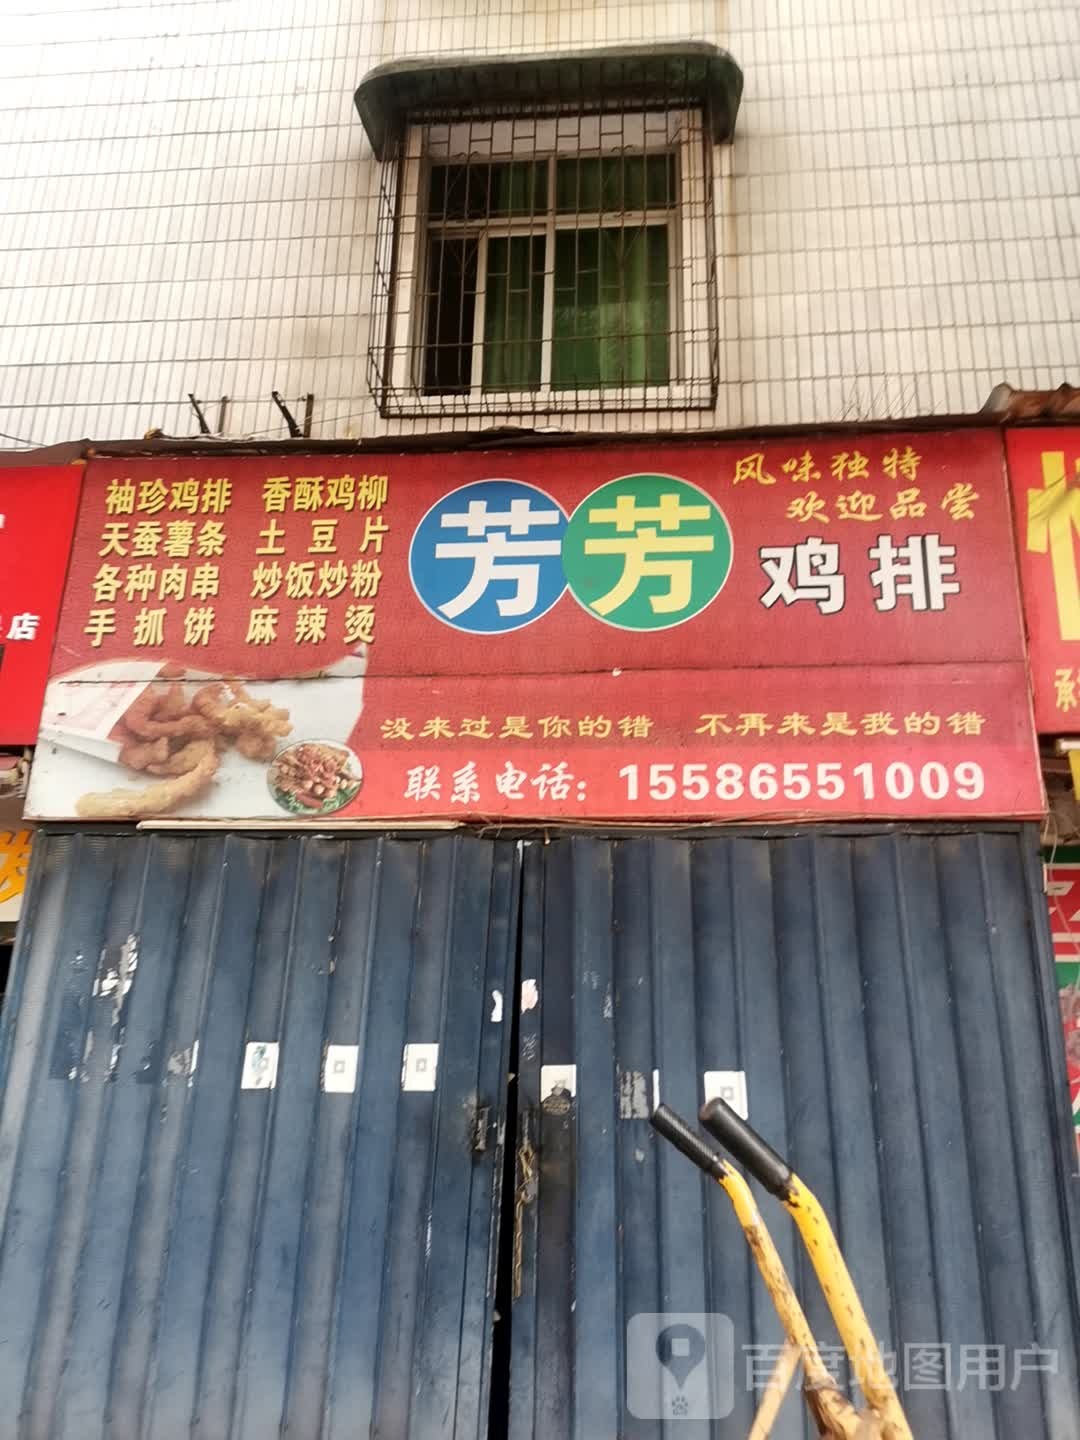 袖珍鸡排 香酥鸡柳
天蚕薯条 土豆片
各种肉串 炒饭炒粉
手抓饼 麻辣烫
芳芳
风味独特
欢迎品尝
鸡排
没来过是你的错 不再来是我的错
联系电话：15586551009
店
承
百度地图用户